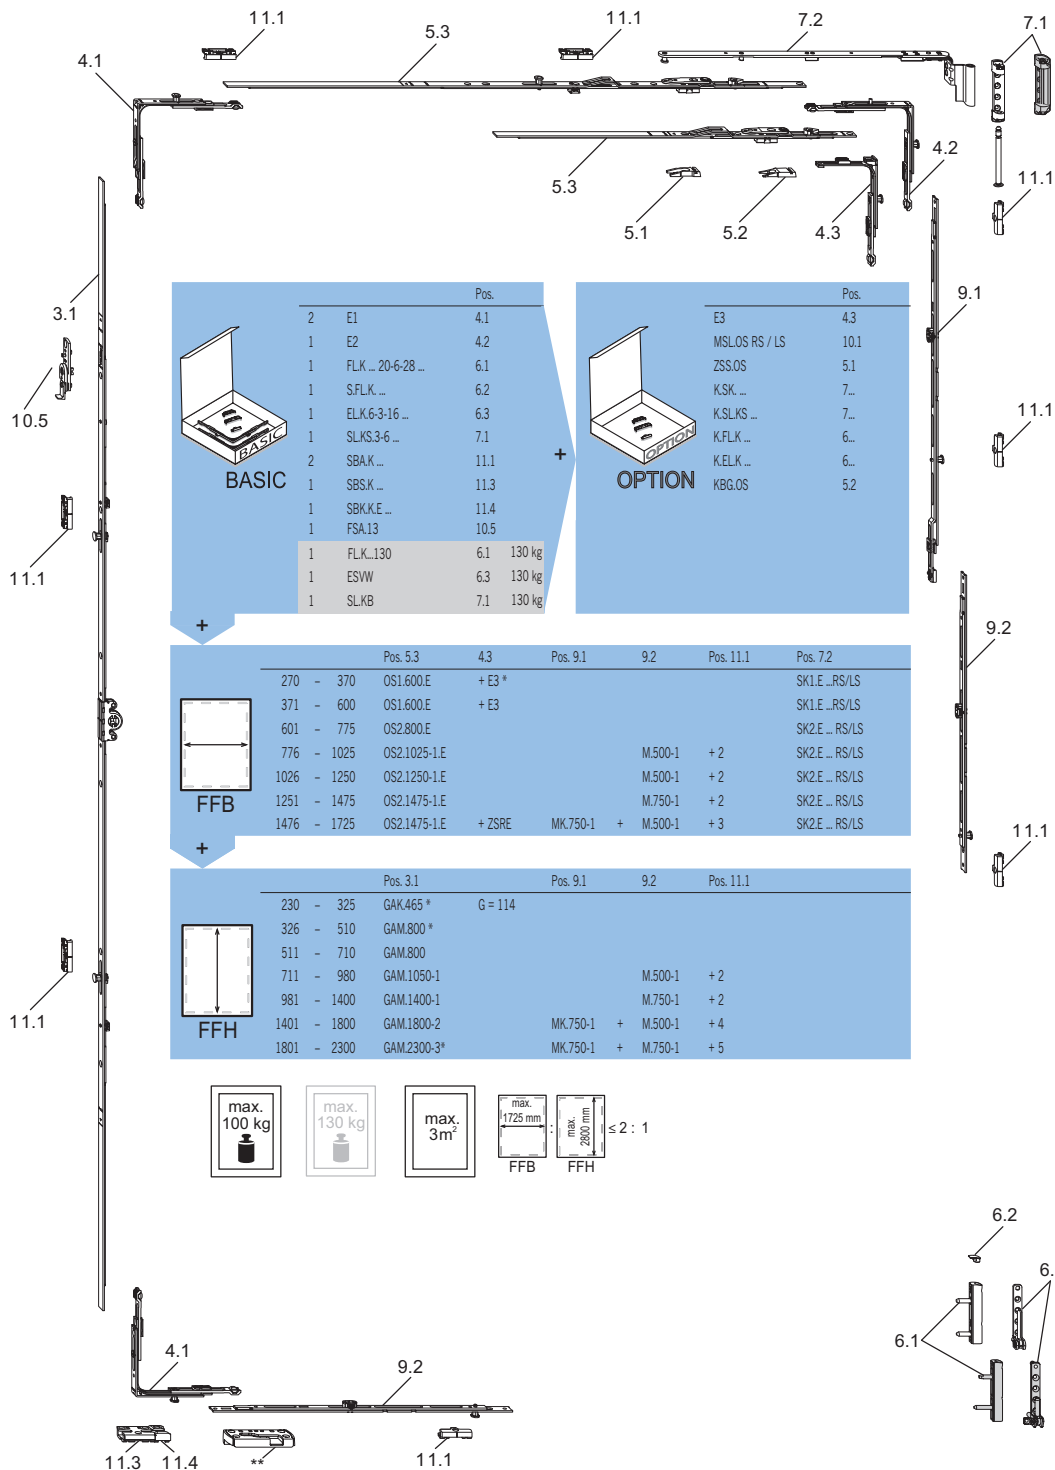 11.1
5.3
11.1
7.2
7.1
4.1
5.3
4.2
5.1
5.2
4.3
11.1
3.1
9.1
10.5
11.1
11.1
9.2
11.1
11.1
Pos.
2 E1 4.1
1 E2 4.2
1 FL.K ... 20-6-28 ... 6.1
1 S.FL.K. ... 6.2
1 EL.K.6-3-16 ... 6.3
1 SL.KS.3-6 ... 7.1
2 SBA.K ... 11.1
1 SBS.K ... 11.3
1 SBK.K.E ... 11.4
1 FSA.13 10.5
1 FL.K...130 6.1 130 kg
1 ESVW 6.3 130 kg
1 SL.KB 7.1 130 kg
BASIC
BASIC
+
Pos.
E3 4.3
MSL.OS RS / LS 10.1
ZSS.OS 5.1
K.SK. ... 7...
K.SL.KS ... 7...
K.FL.K ... 6...
K.EL.K ... 6...
KBG.OS 5.2
OPTION
OPTION
+
Pos. 5.3 4.3 Pos. 9.1 9.2 Pos. 11.1 Pos. 7.2
270 – 370 OS1.600.E + E3 * SK1.E ...RS/LS
371 – 600 OS1.600.E + E3 SK1.E ...RS/LS
601 – 775 OS2.800.E SK2.E ... RS/LS
776 – 1025 OS2.1025-1.E M.500-1 + 2 SK2.E ... RS/LS
1026 – 1250 OS2.1250-1.E M.500-1 + 2 SK2.E ... RS/LS
1251 – 1475 OS2.1475-1.E M.750-1 + 2 SK2.E ... RS/LS
1476 – 1725 OS2.1475-1.E + ZSRE MK.750-1 + M.500-1 + 3 SK2.E ... RS/LS
FFB
+
Pos. 3.1 Pos. 9.1 9.2 Pos. 11.1
230 – 325 GAK.465 * G = 114
326 – 510 GAM.800 *
511 – 710 GAM.800
711 – 980 GAM.1050-1 M.500-1 + 2
981 – 1400 GAM.1400-1 M.750-1 + 2
1401 – 1800 GAM.1800-2 MK.750-1 + M.500-1 + 4
1801 – 2300 GAM.2300-3* MK.750-1 + M.750-1 + 5
FFH
max.
100 kg
max.
130 kg
max.
3m²
max.
1725 mm
FFB
:
max.
2800 mm
FFH
≤ 2 : 1
6.2
6.
6.1
4.1
9.2
11.3
11.4
**
11.1